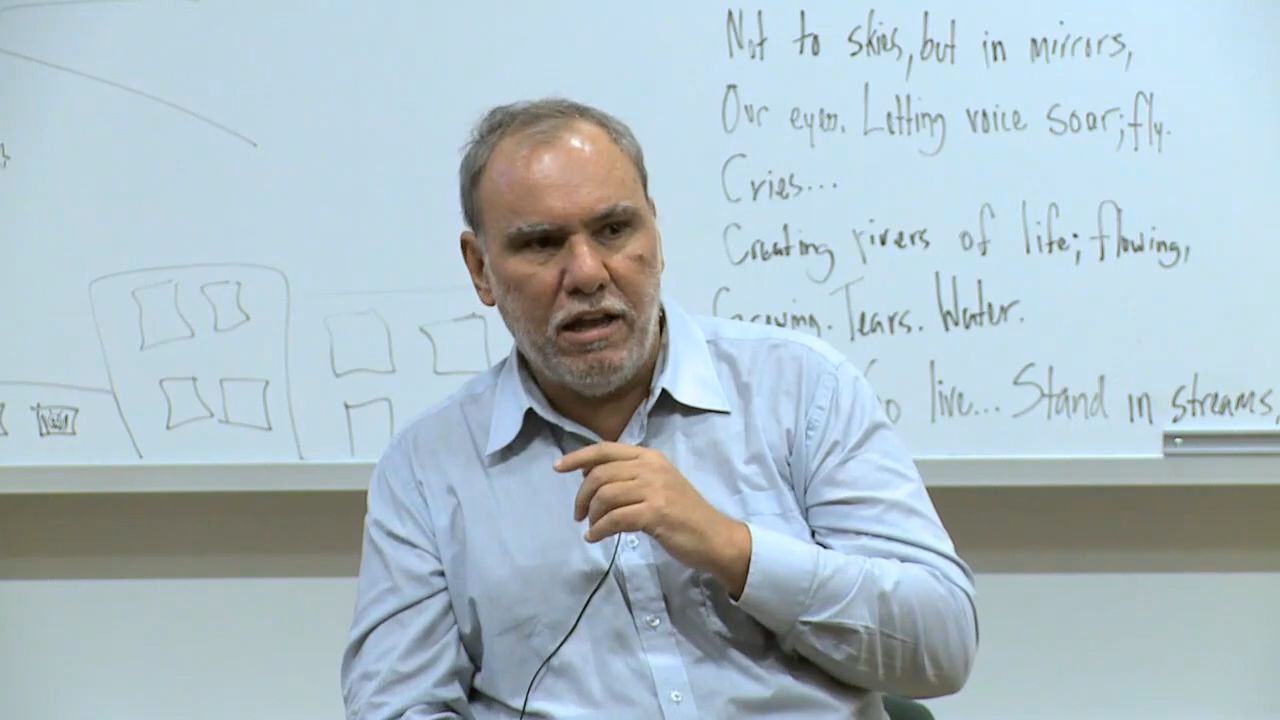 Not to skies, but in mirrors,
Our eyes. Letting voice soar; fly.
Cries...
Creating rivers of life; flowing,
Growing. Tears. Water.
live... Stand in streams